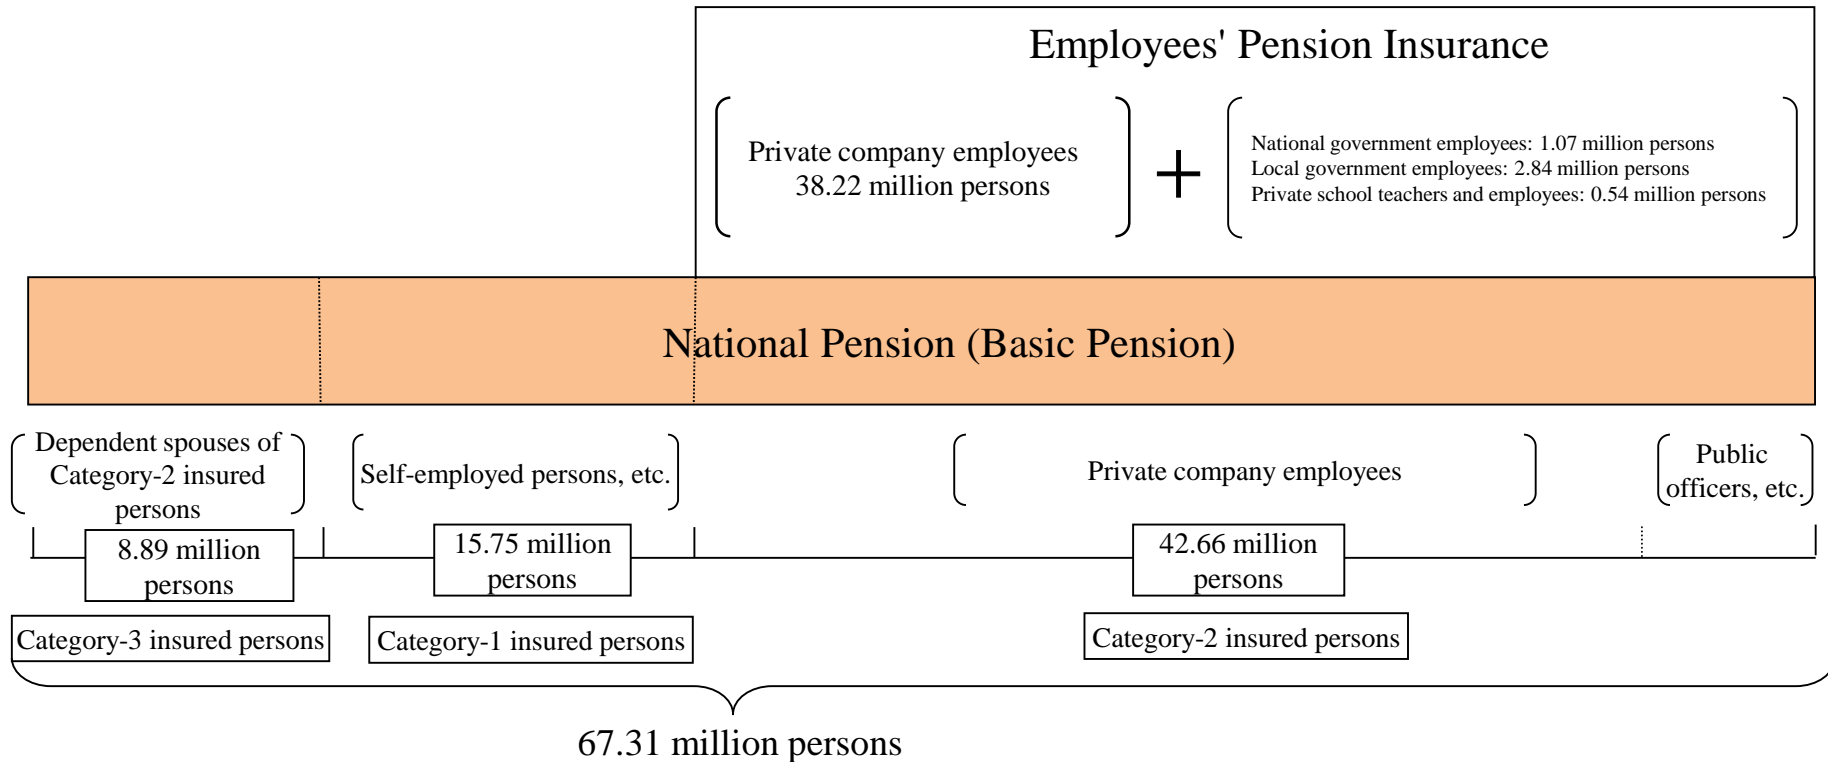 Employees' Pension Insurance
Private company employees
38.22 million persons
+
National government employees: 1.07 million persons
Local government employees: 2.84 million persons
Private school teachers and employees: 0.54 million persons
National Pension (Basic Pension)
Dependent spouses of
Category-2 insured
persons
Self-employed persons, etc.
Private company employees
Public
officers, etc.
8.89 million
persons
15.75 million
persons
42.66 million
persons
Category-3 insured persons
Category-1 insured persons
Category-2 insured persons
67.31 million persons